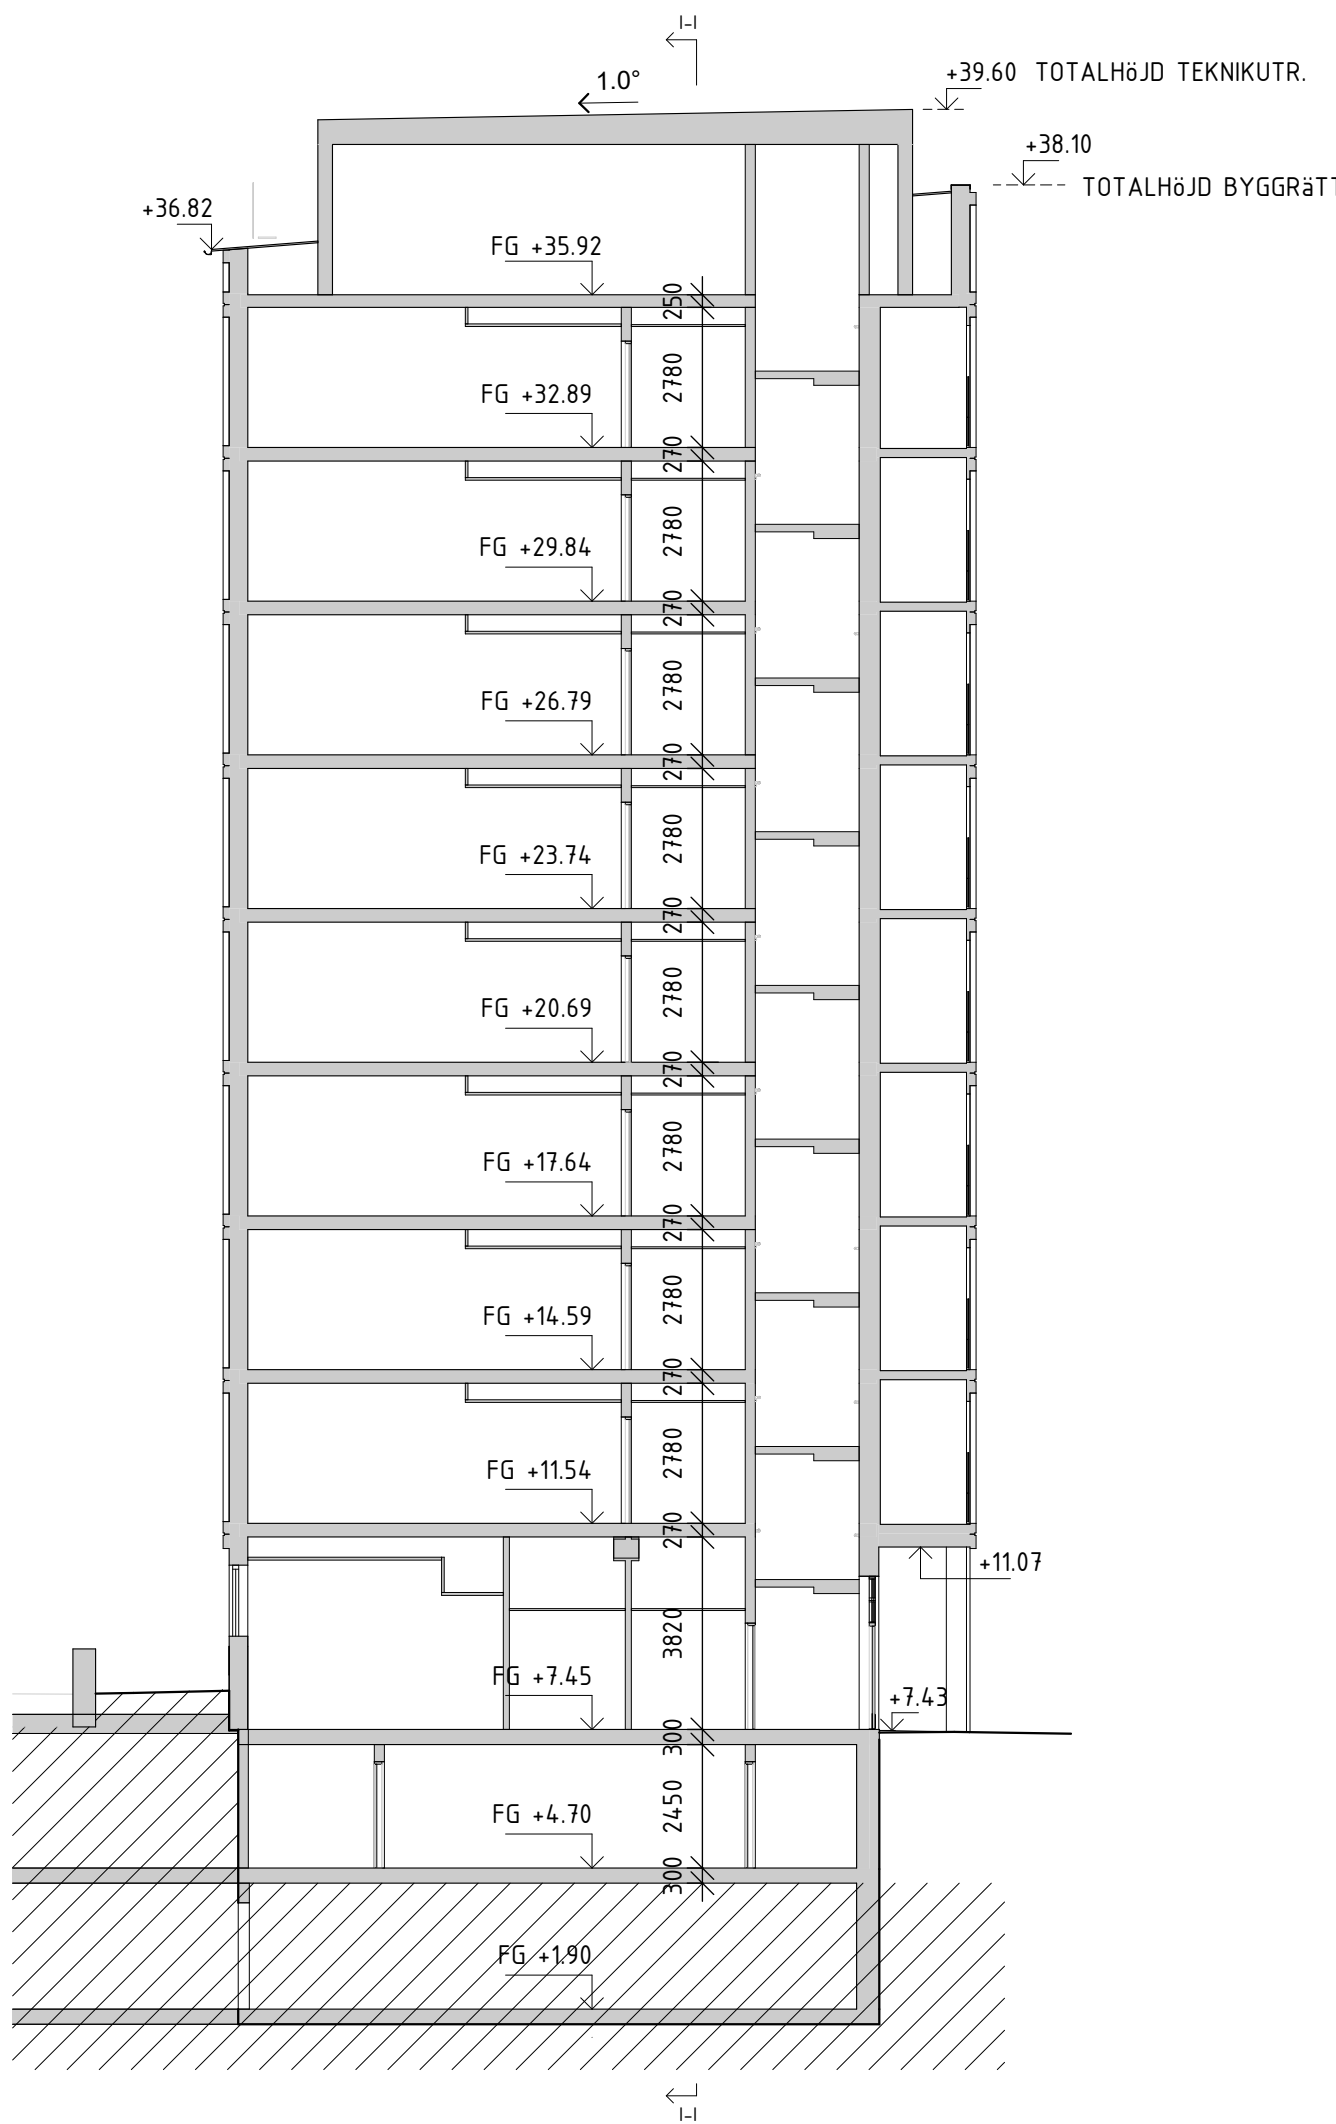 I-I
1.0°
+39.60 TOTALHöJD TEKNIKUTR.
+38.10
TOTALHöJD BYGGRäTT
+36.82
FG +35.92
250
2780
FG +32.89
270
2780
FG +29.84
270
2780
FG +26.79
270
2780
FG +23.74
270
2780
FG +20.69
270
2780
FG +17.64
270
2780
FG +14.59
270
2780
FG +11.54
270
+11.07
3820
FG +7.45
+7.43
300
2450
FG +4.70
300
FG +1.90
I-I